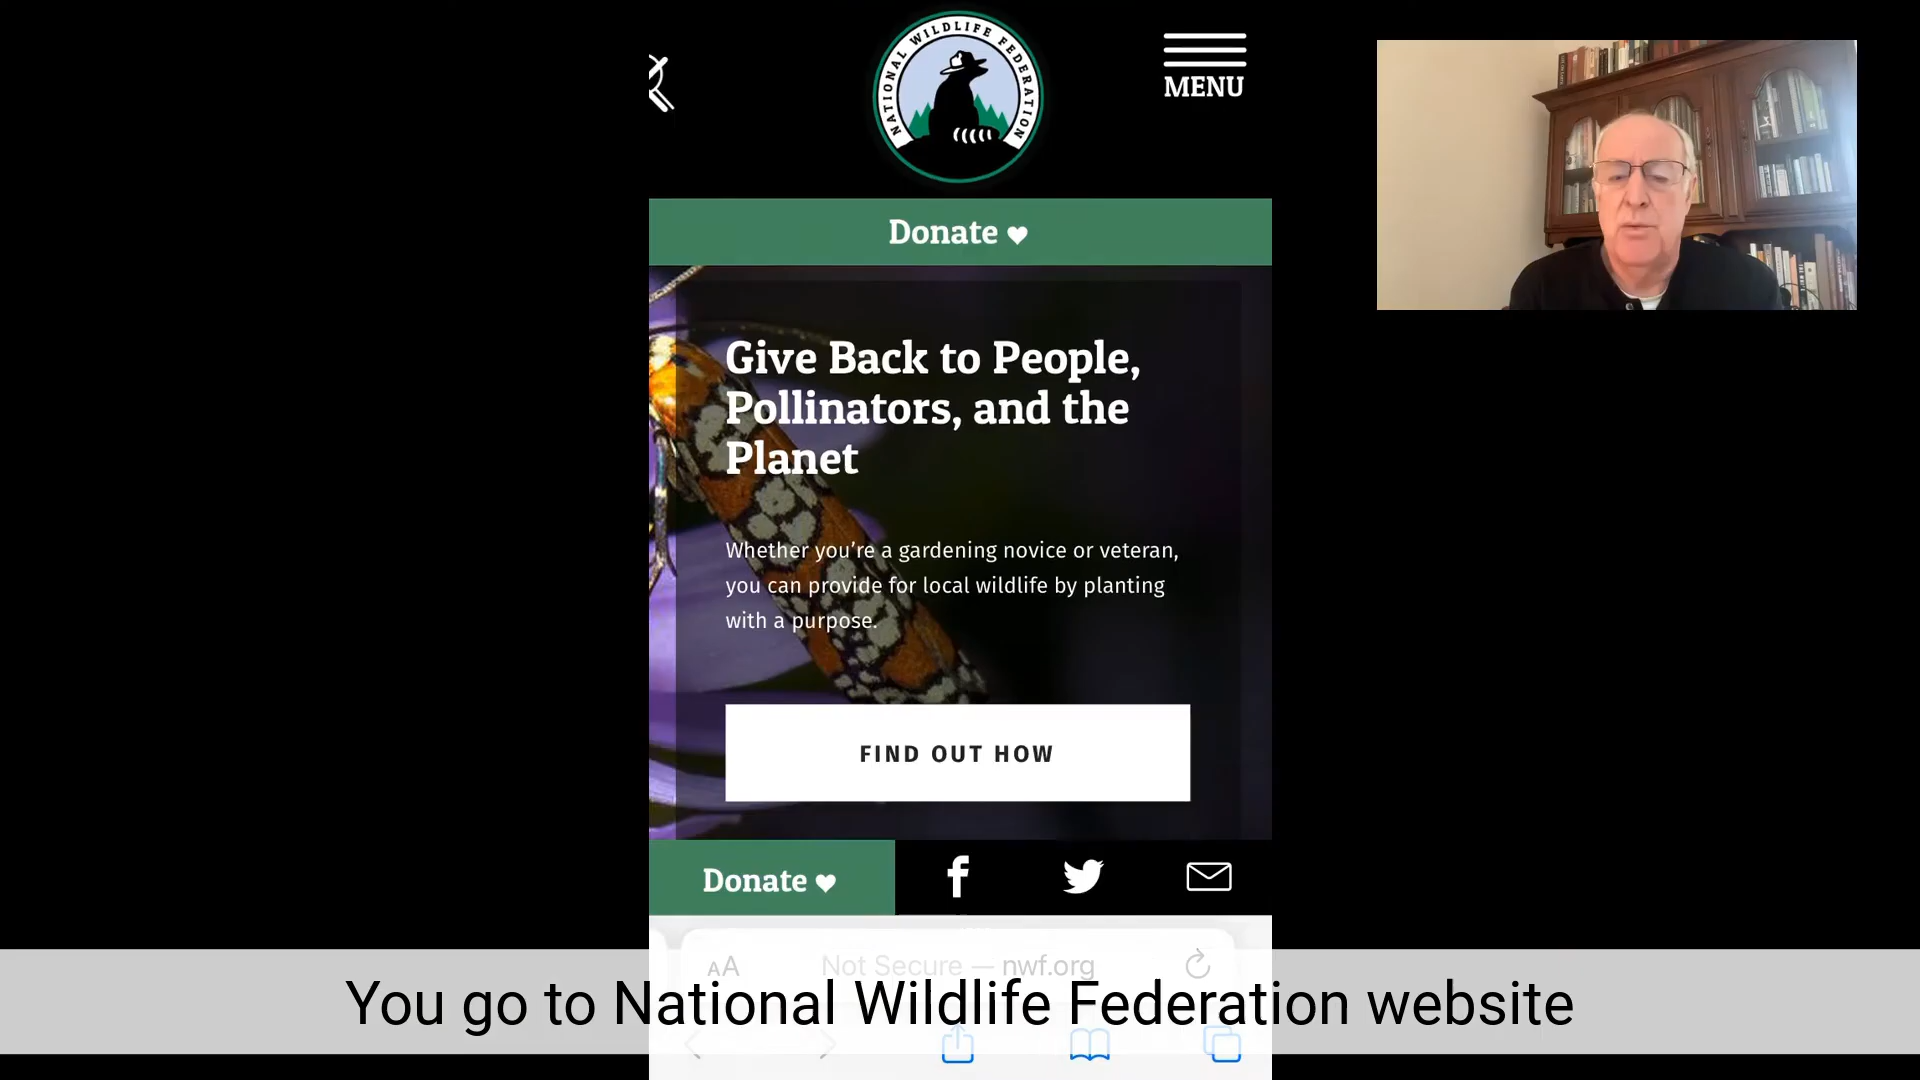 NATIONAL WILDLIFE FEDERATION
MENU
Donate
Give Back to People,
Pollinators, and the
Planet
Whether you're a gardening novice or veteran,
you can provide for local wildlife by planting
with a purpose.
FIND OUT HOW
Donate
f
AA
Not Secure — nwf.org
You go to National Wildlife Federation website